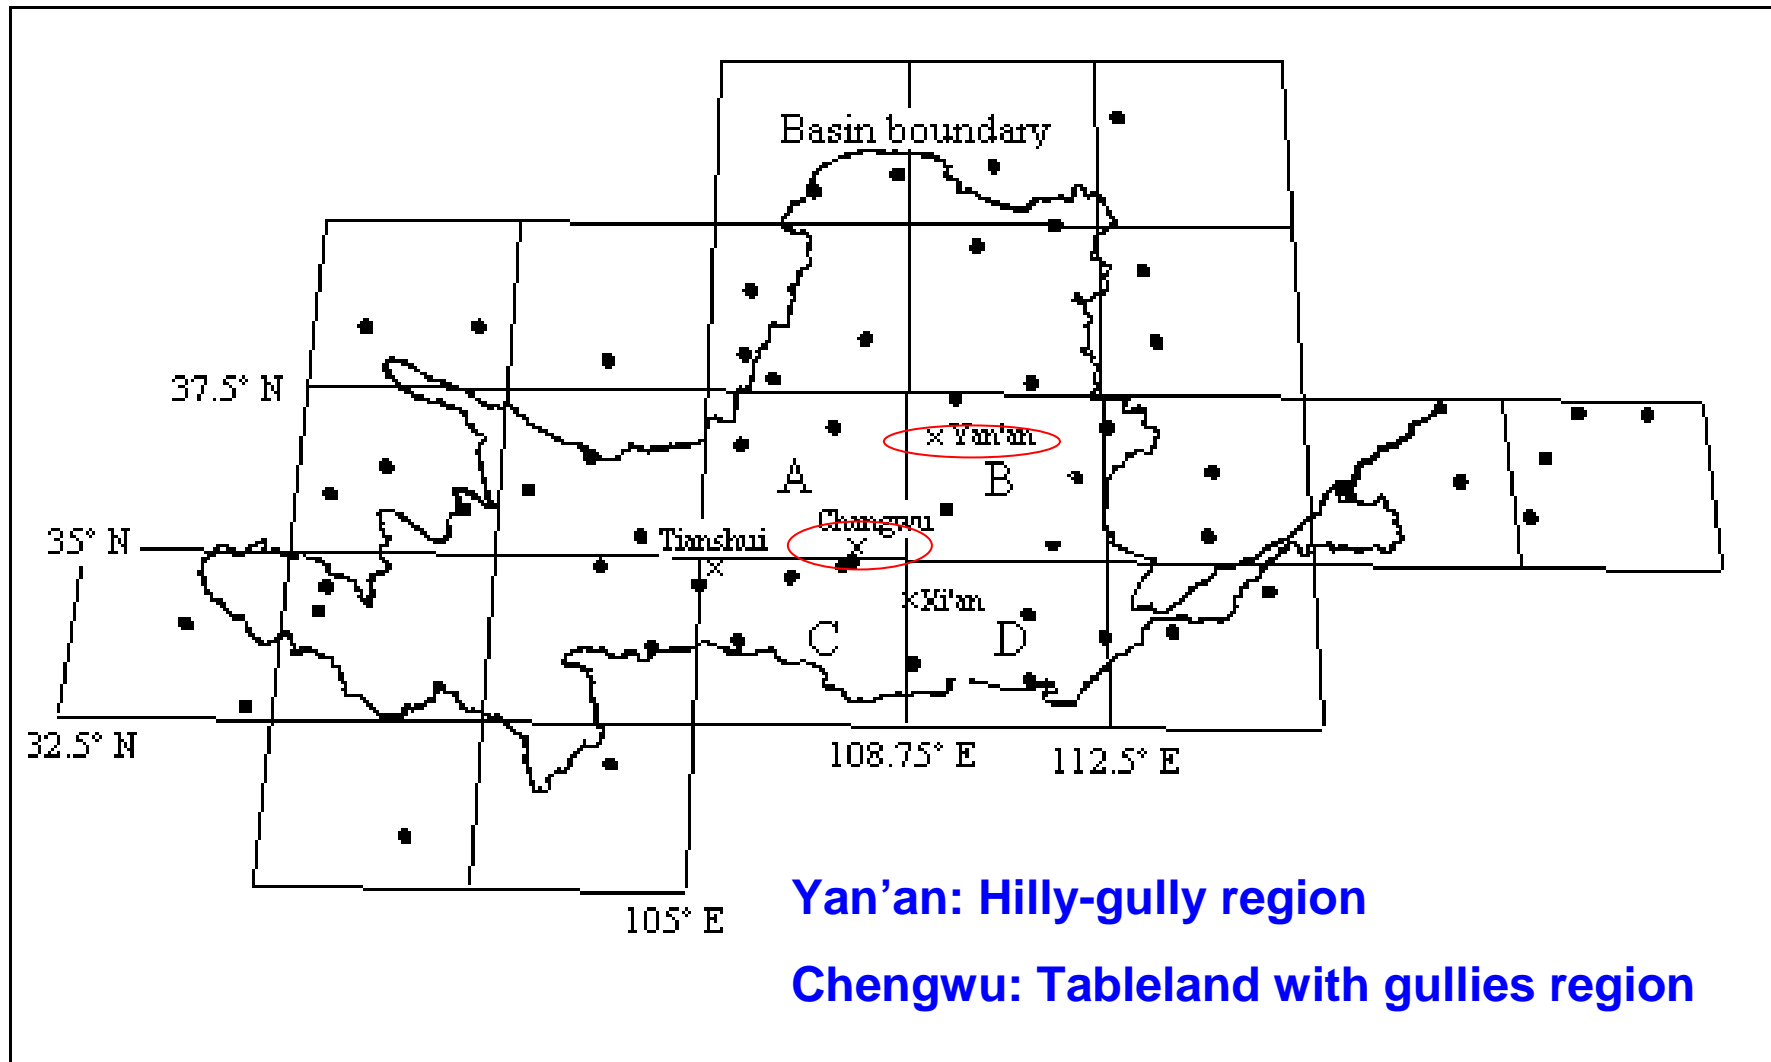 Basin boundary
37.5° N
× Yan'an
A
B
Changwu
35° N
Tianshui
×
×
×Xi'an
C
D
32.5° N
108.75° E
112.5° E
105° E
Yan’an: Hilly-gully region
Chengwu: Tableland with gullies region